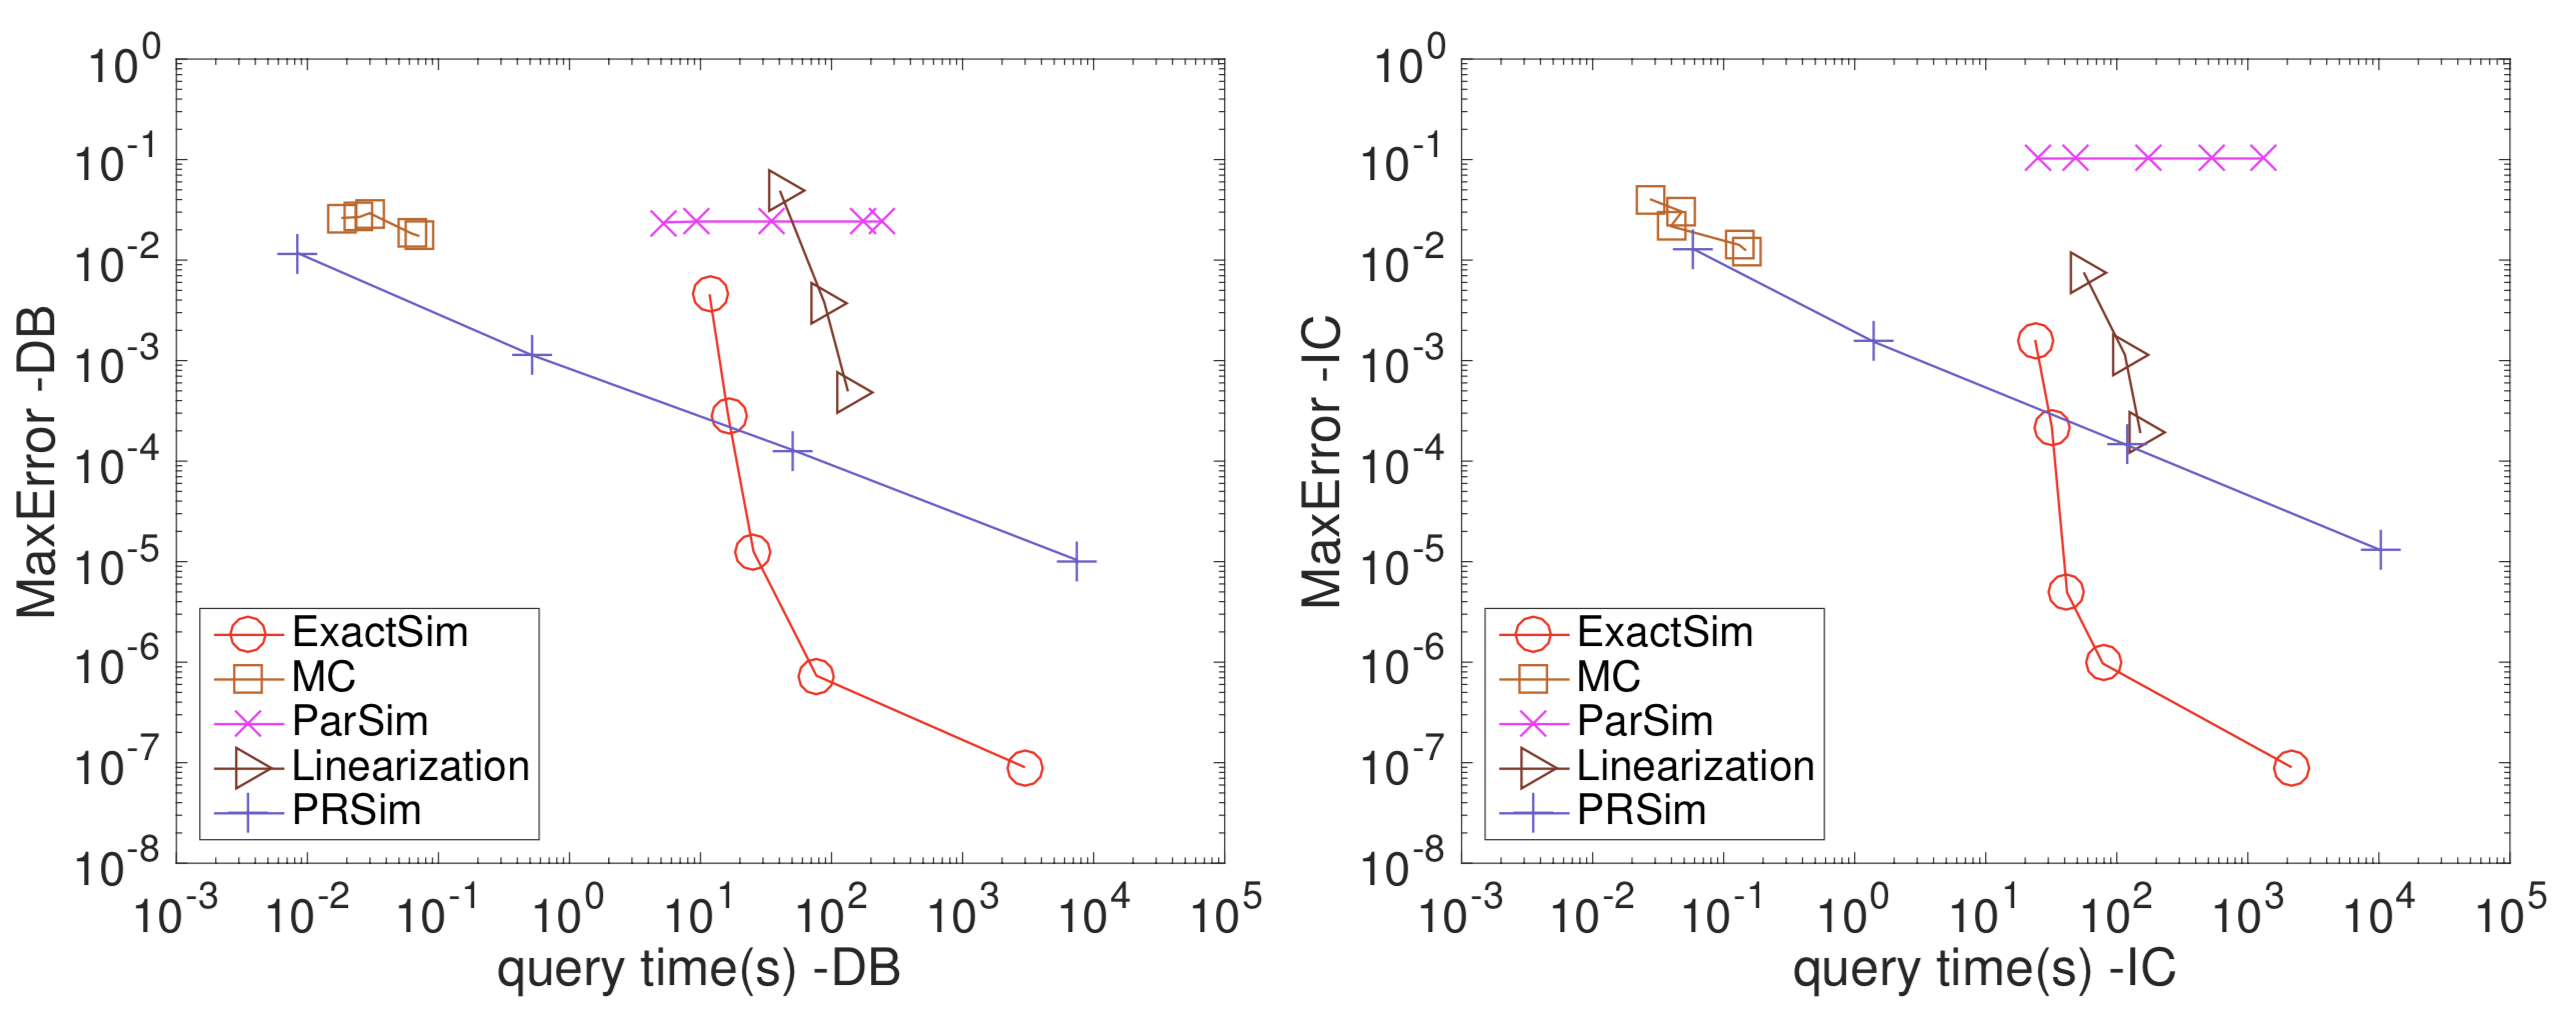 MaxError -DB
10^0
10^-1
10^-2
10^-3
10^-4
10^-5
10^-6
10^-7
10^-8
ExactSim
MC
ParSim
Linearization
PRSim
10^-3 10^-2 10^-1 10^0 10^1 10^2 10^3 10^4 10^5
query time(s) -DB
MaxError -IC
10^0
10^-1
10^-2
10^-3
10^-4
10^-5
10^-6
10^-7
10^-8
ExactSim
MC
ParSim
Linearization
PRSim
10^-3 10^-2 10^-1 10^0 10^1 10^2 10^3 10^4 10^5
query time(s) -IC